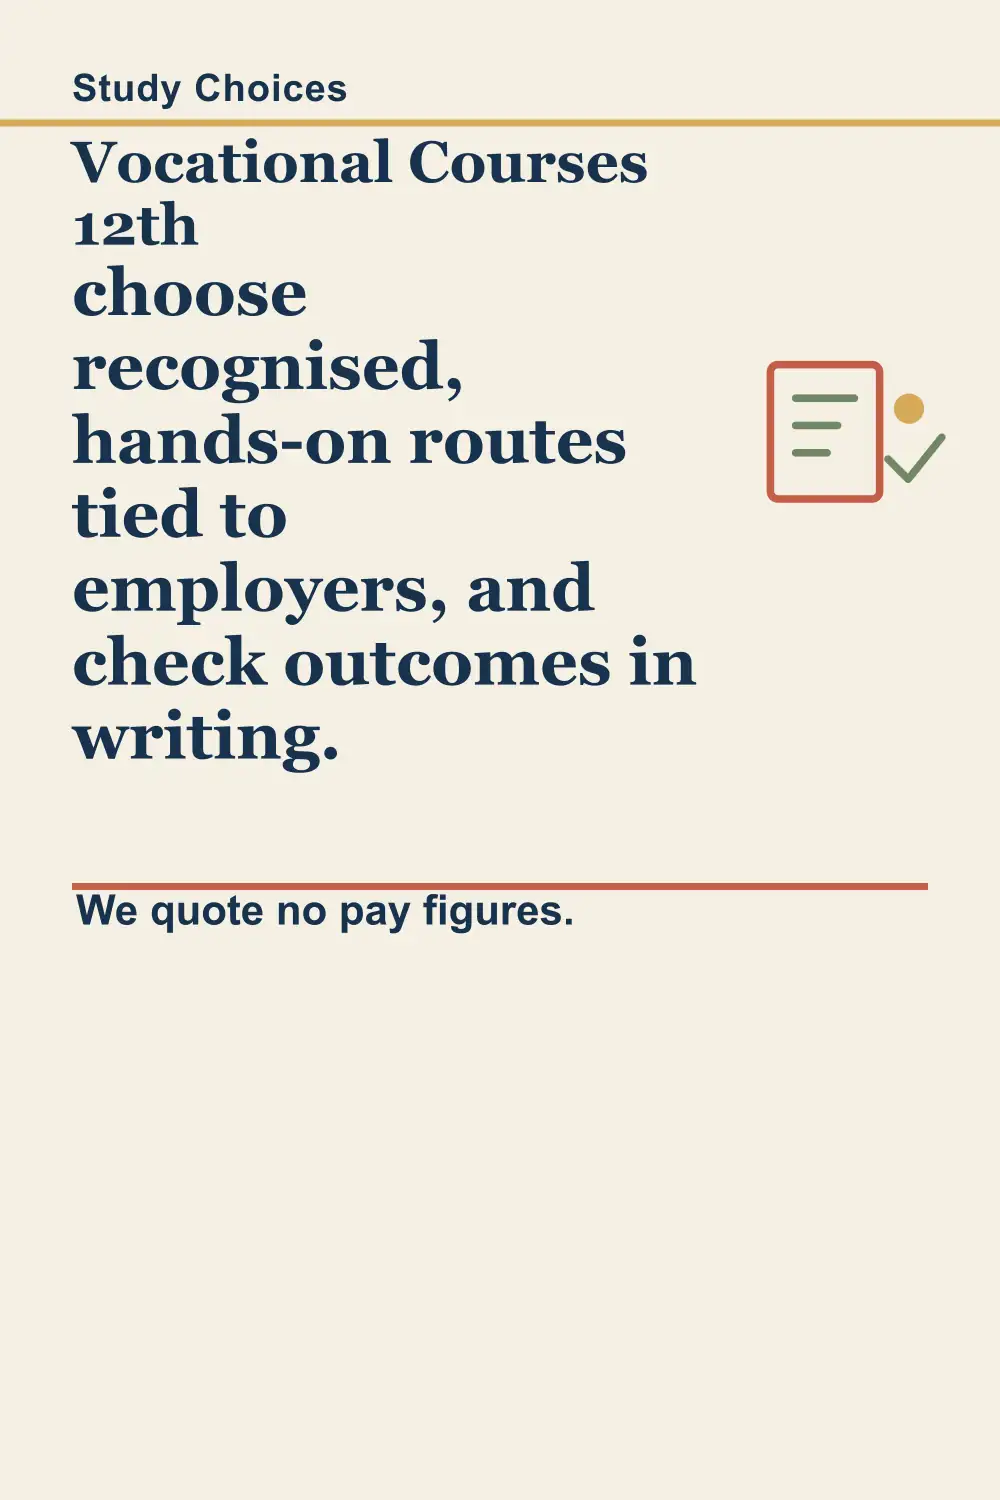 Study Choices
Vocational Courses
12th
choose
recognised,
hands-on routes
tied to
employers, and
check outcomes in
writing.
We quote no pay figures.